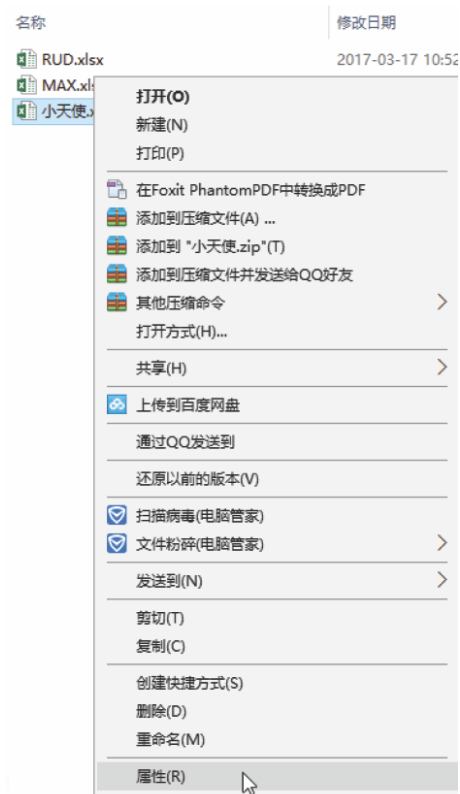 名称 修改日期
RUD.xlsx 2017-03-17 10:52
MAX.xls
小天使.x
打开(O)
新建(N)
打印(P)
在Foxit PhantomPDF中转换成PDF
添加到压缩文件(A) ...
添加到 "小天使.zip"(T)
添加到压缩文件并发送给QQ好友
其他压缩命令
打开方式(H)...
共享(H)
上传到百度网盘
通过QQ发送到
还原以前的版本(V)
扫描病毒(电脑管家)
文件粉碎(电脑管家)
发送到(N)
剪切(T)
复制(C)
创建快捷方式(S)
删除(D)
重命名(M)
属性(R)